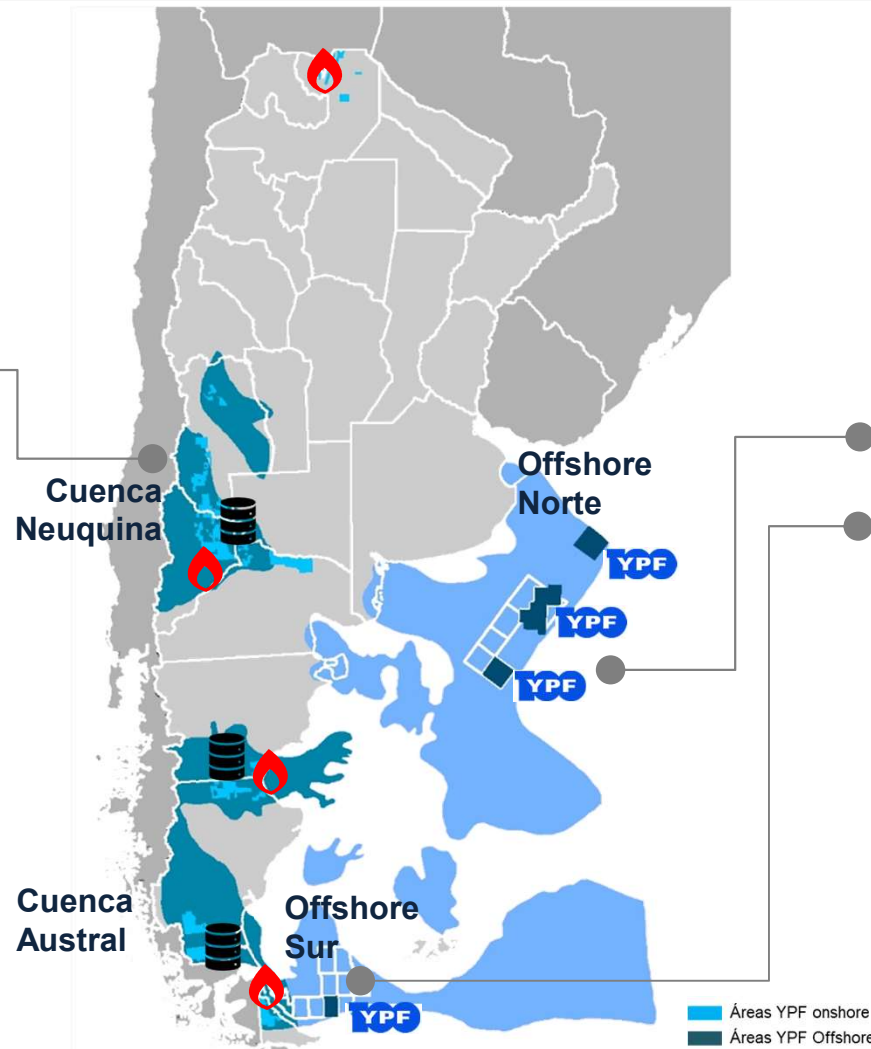 Offshore
Norte
Cuenca
Neuquina
YPF
YPF
YPF
Cuenca
Austral
Offshore
Sur
YPF
Áreas YPF onshore
Áreas YPF Offshore